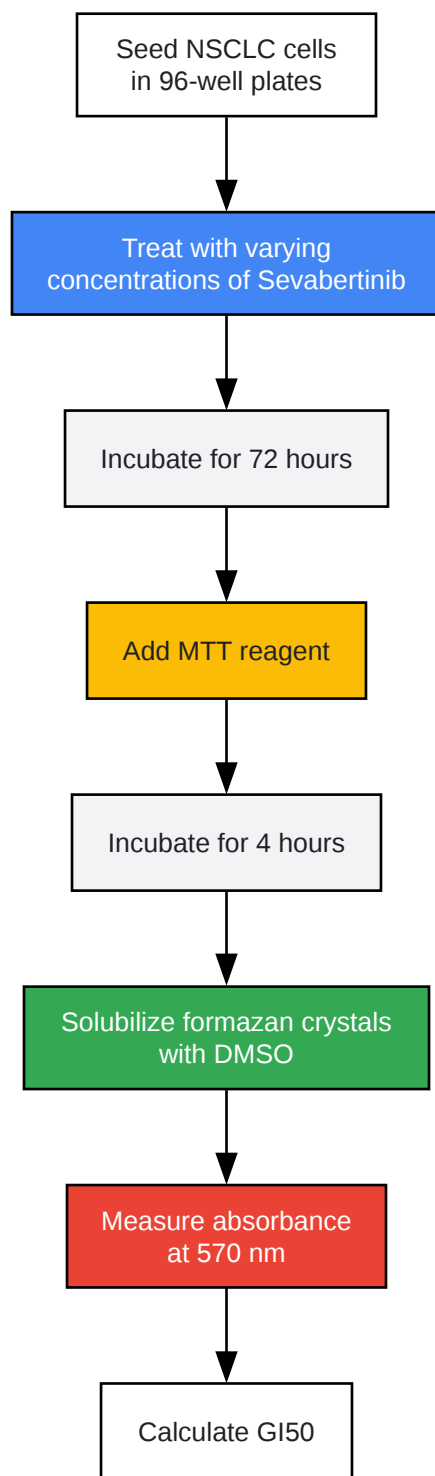 Seed NSCLC cells
in 96-well plates
Treat with varying
concentrations of Sevabertinib
Incubate for 72 hours
Add MTT reagent
Incubate for 4 hours
Solubilize formazan crystals
with DMSO
Measure absorbance
at 570 nm
Calculate GI50